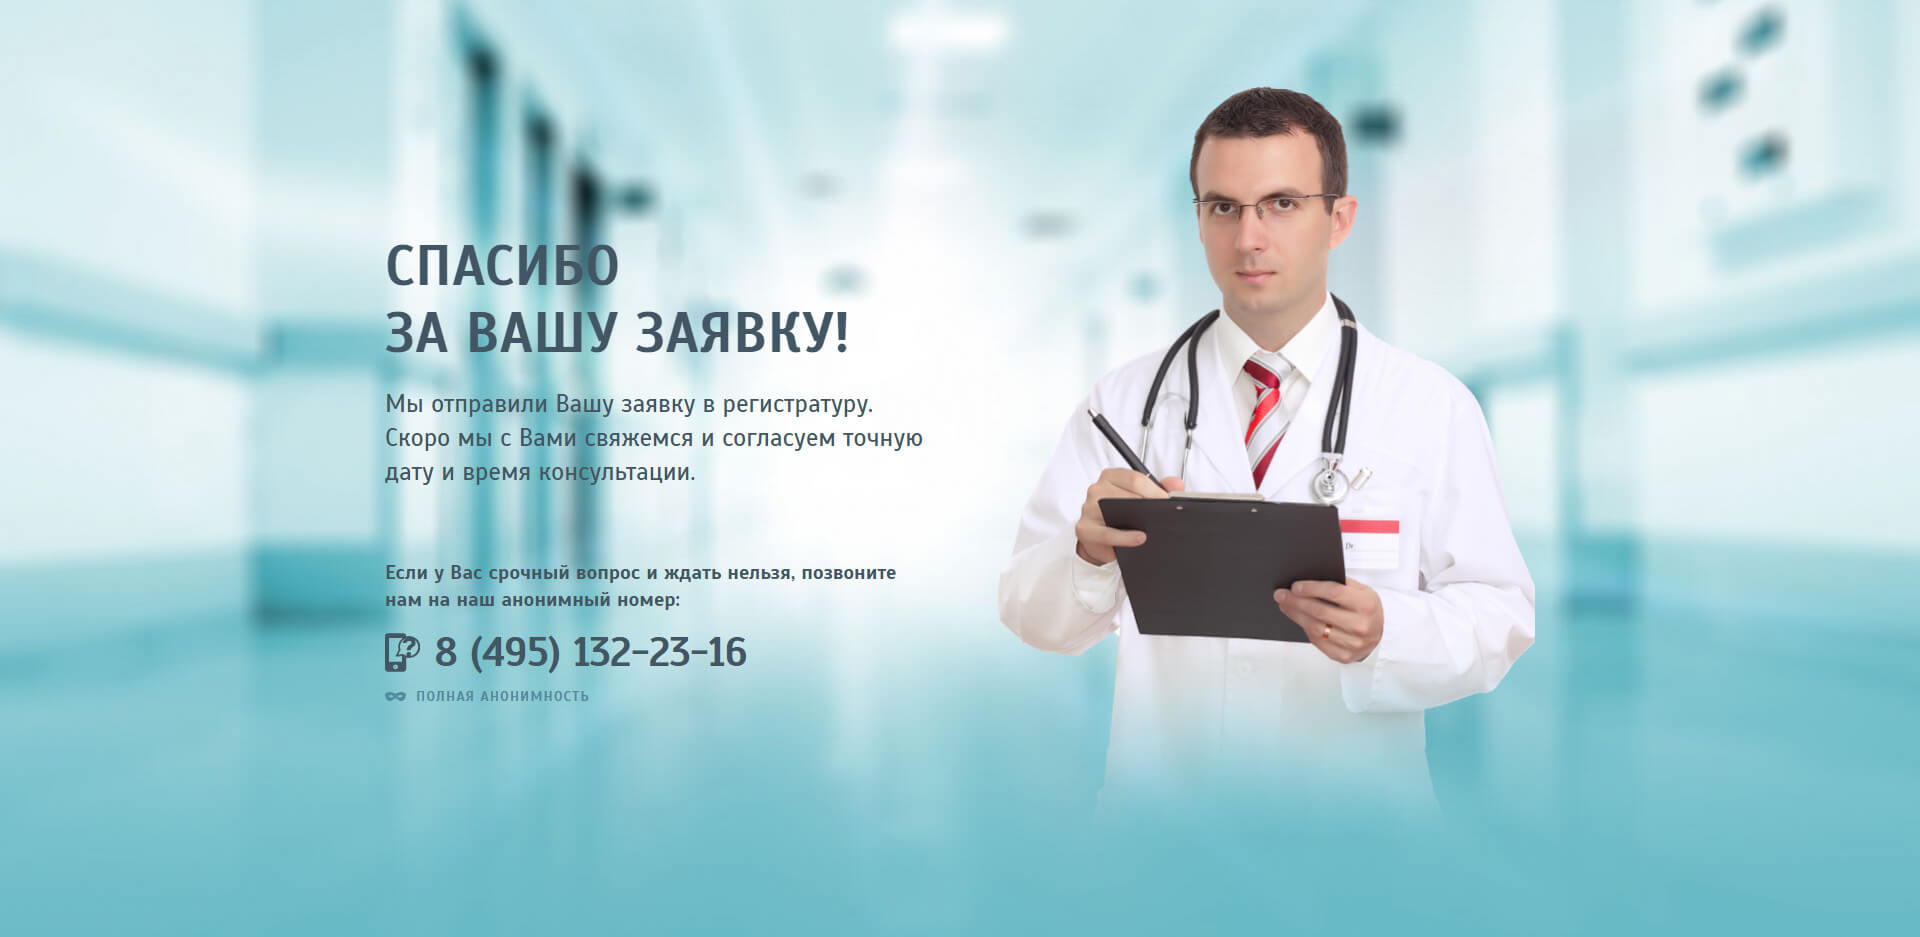 СПАСИБО
ЗА ВАШУ ЗАЯВКУ!
Мы отправили Вашу заявку в регистратуру.
Скоро мы с Вами свяжемся и согласуем точную
дату и время консультации.
Если у Вас срочный вопрос и ждать нельзя, позвоните
нам на наш анонимный номер:
8 (495) 132-23-16
ПОЛНАЯ АНОНИМНОСТЬ
Dr